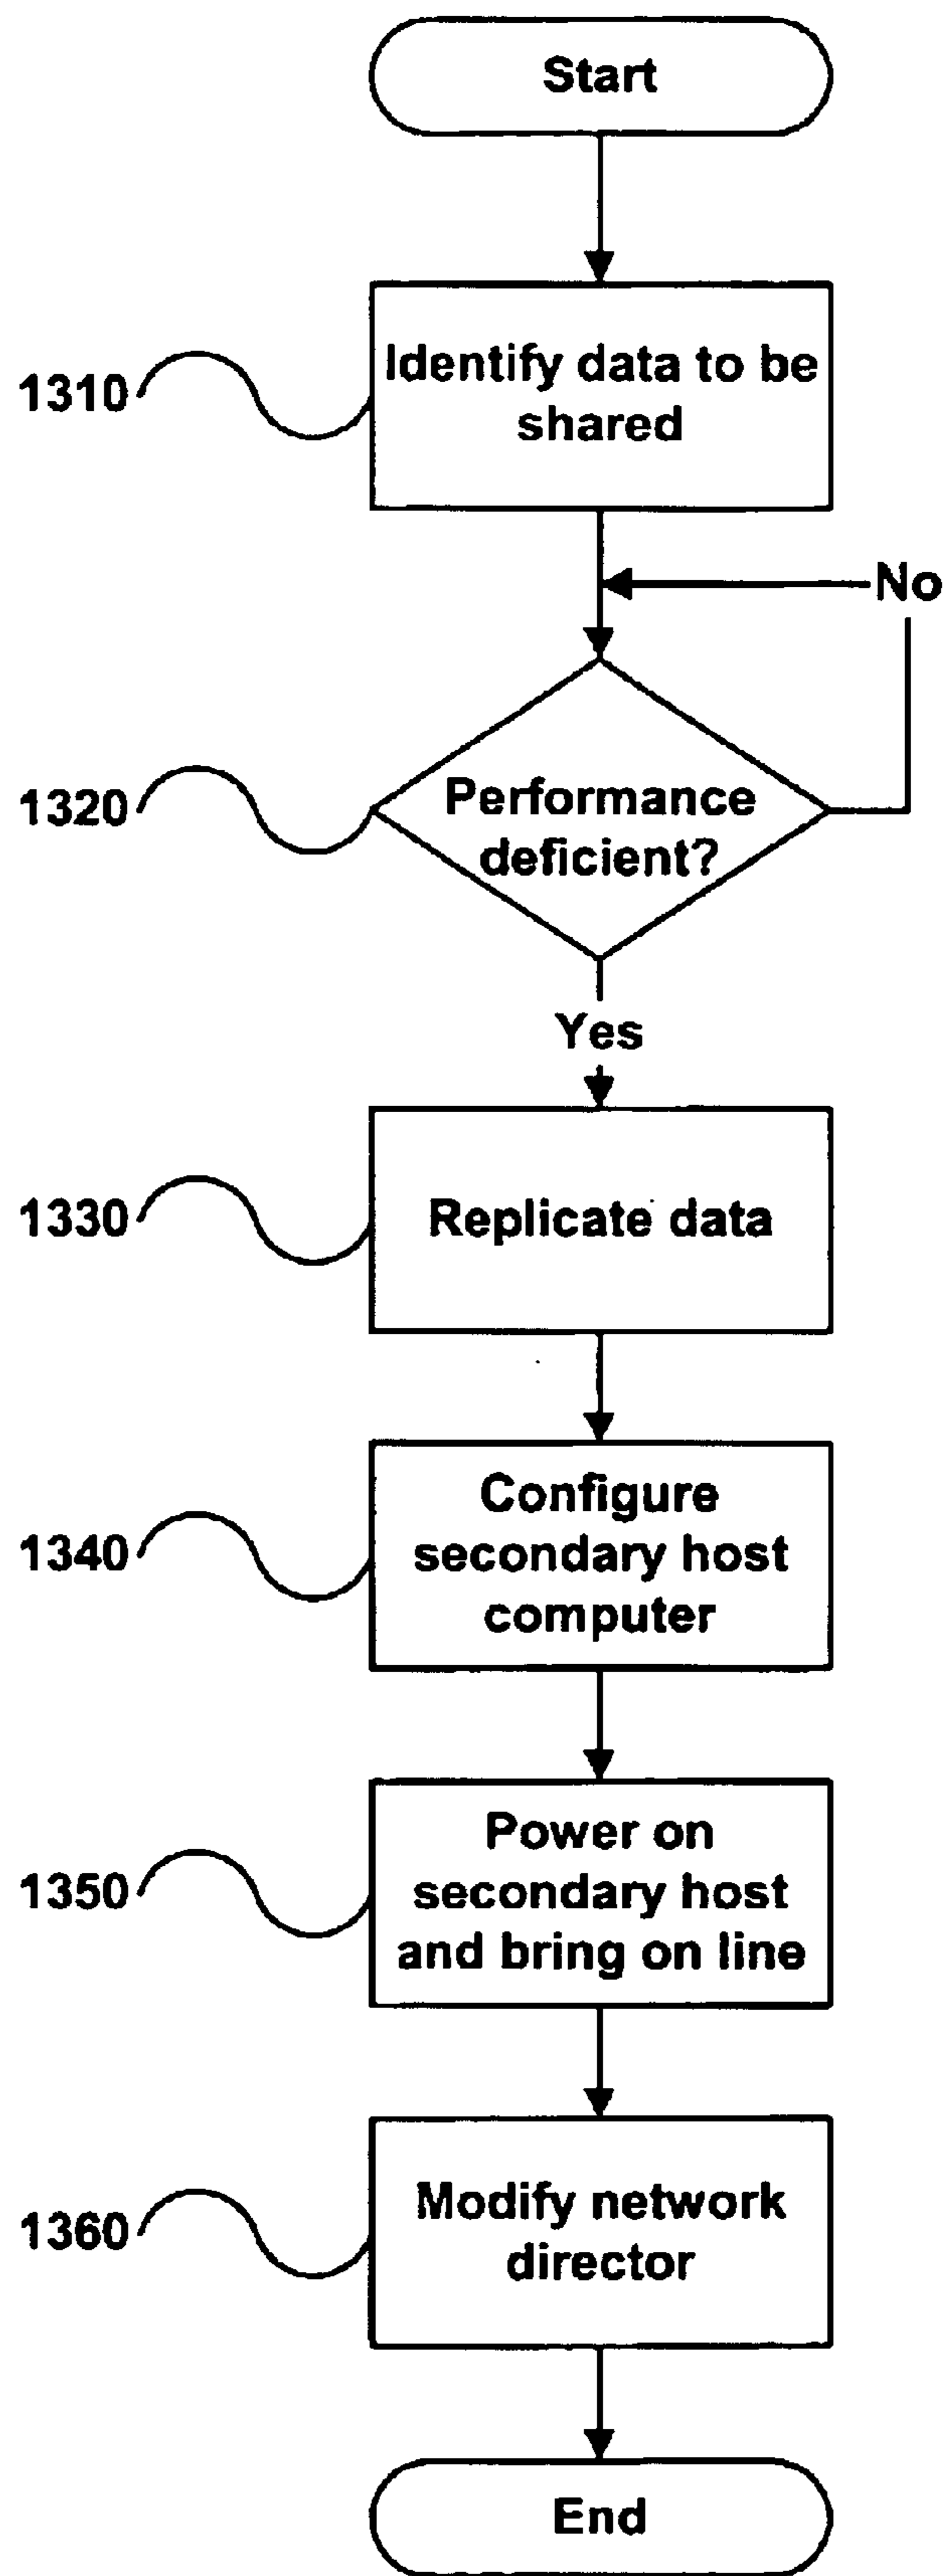 Start
1310
Identify data to be
shared
No
1320
Performance
deficient?
Yes
1330
Replicate data
1340
Configure
secondary host
computer
1350
Power on
secondary host
and bring on line
1360
Modify network
director
End